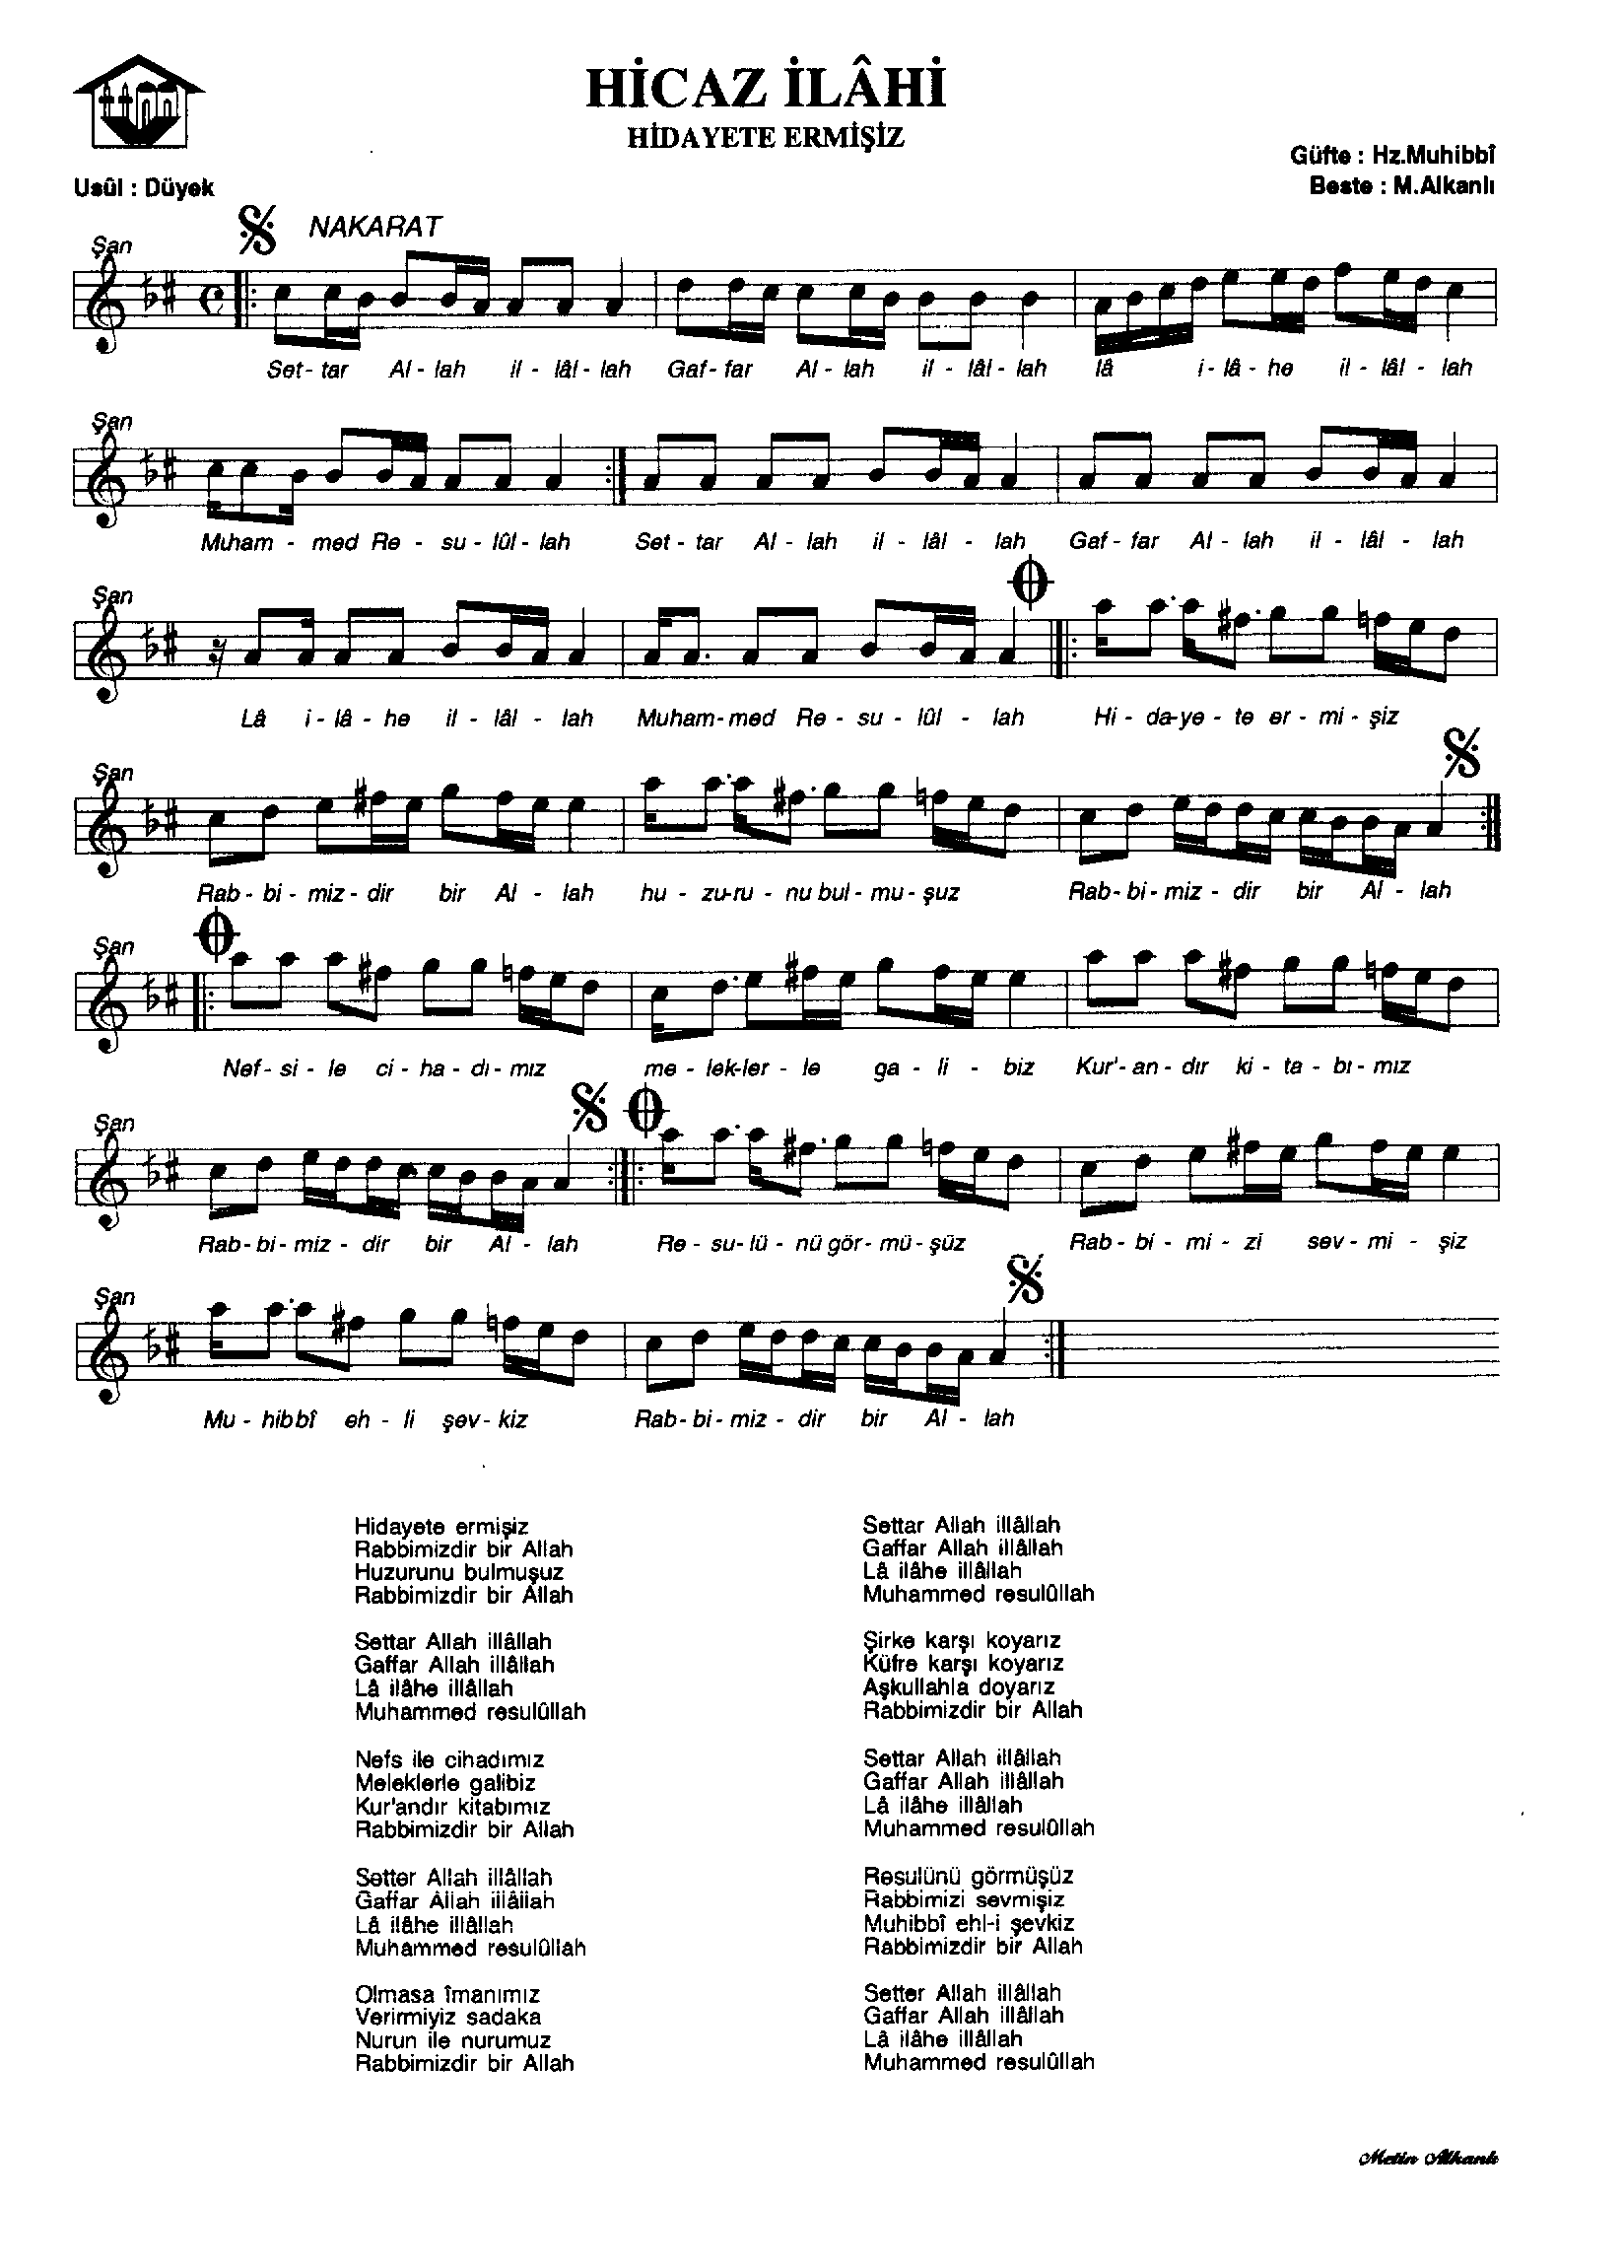 HİCAZ İLÂHİ
HİDAYETE ERMİŞİZ
Güfte : Hz.Muhibbî
Usûl : Düyek
Beste : M.Alkanlı
NAKARAT
Şan
Set- tar Al - lah il - lâl - lah Gaf - far Al - lah il - lâl - lah lâ i - lâ - he il - lâl - lah
Şan
Muham - med Re - su - lûl - lah Set - tar Al - lah il - lâl - lah Gaf - far Al - lah il - lâl - lah
Şan
Lâ i - lâ - he il - lâl - lah Muham- med Re - su - lûl - lah Hi - da-ye - te er - mi - şiz
Şan
Rab - bi - miz - dir bir Al - lah hu - zu-ru - nu bul - mu - şuz Rab - bi - miz - dir bir Al - lah
Şan
Nef- si - le ci - ha - dı - mız me - lek-ler - le ga - li - biz Kur'- an - dır ki - ta - bı - mız
Şan
Rab - bi - miz - dir bir Al - lah Re - su - lü - nü gör - mü - şüz Rab - bi - mi - zi sev - mi - şiz
Şan
Mu - hib bî eh - li şev - kiz Rab - bi - miz - dir bir Al - lah
Hidayete ermişiz
Rabbimizdir bir Allah
Huzurunu bulmuşuz
Rabbimizdir bir Allah
Settar Allah illâllah
Gaffar Allah illâllah
Lâ ilâhe illâllah
Muhammed resulûllah
Nefs ile cihadımız
Meleklerle galibiz
Kur'andır kitabımız
Rabbimizdir bir Allah
Setter Allah illâllah
Gaffar Allah illâllah
Lâ ilâhe illâllah
Muhammed resulûllah
Olmasa îmanımız
Verirmiyiz sadaka
Nurun ile nurumuz
Rabbimizdir bir Allah
Settar Allah illâllah
Gaffar Allah illâllah
Lâ ilâhe illâllah
Muhammed resulûllah
Şirke karşı koyarız
Küfre karşı koyarız
Aşkullahla doyarız
Rabbimizdir bir Allah
Settar Allah illâllah
Gaffar Allah illâllah
Lâ ilâhe illâllah
Muhammed resulûllah
Resulünü görmüşüz
Rabbimizi sevmişiz
Muhibbî ehl-i şevkiz
Rabbimizdir bir Allah
Setter Allah illâllah
Gaffar Allah illâllah
Lâ ilâhe illâllah
Muhammed resulûllah
Metin Alkanlı